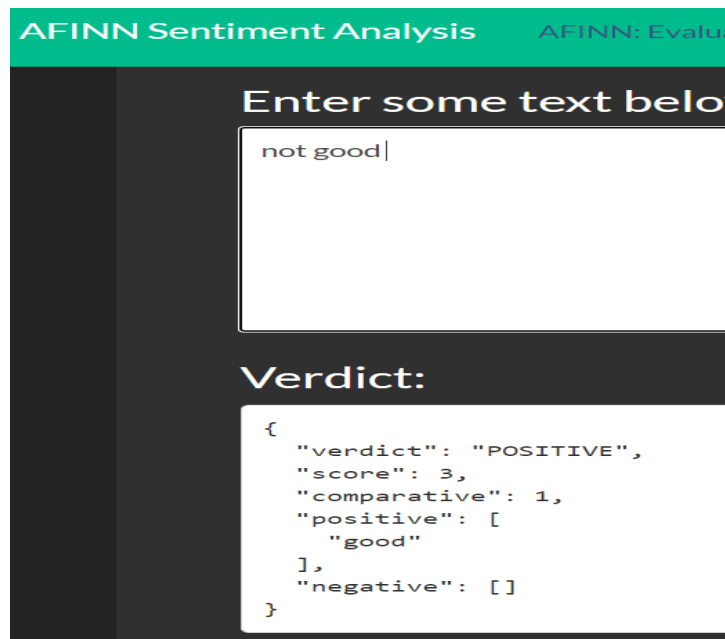 AFINN Sentiment Analysis AFINN: Evalu
Enter some text belo
not good
Verdict:
{
"verdict": "POSITIVE",
"score": 3,
"comparative": 1,
"positive": [
"good"
],
"negative": []
}